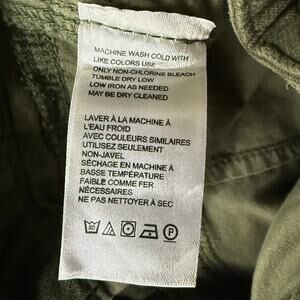 MACHINE WASH COLD WITH
LIKE COLORS USE
ONLY NON-CHLORINE BLEACH
TUMBLE DRY LOW
LOW IRON AS NEEDED
MAY BE DRY CLEANED
LAVER À LA MACHINE À
L'EAU FROID
AVEC COULEURS SIMILAIRES
UTILISEZ SEULEMENT
NON-JAVEL
SÉCHAGE EN MACHINE À
BASSE TEMPÉRATURE
FAIBLE COMME FER
NÉCESSAIRES
NE PAS NETTOYER À SEC